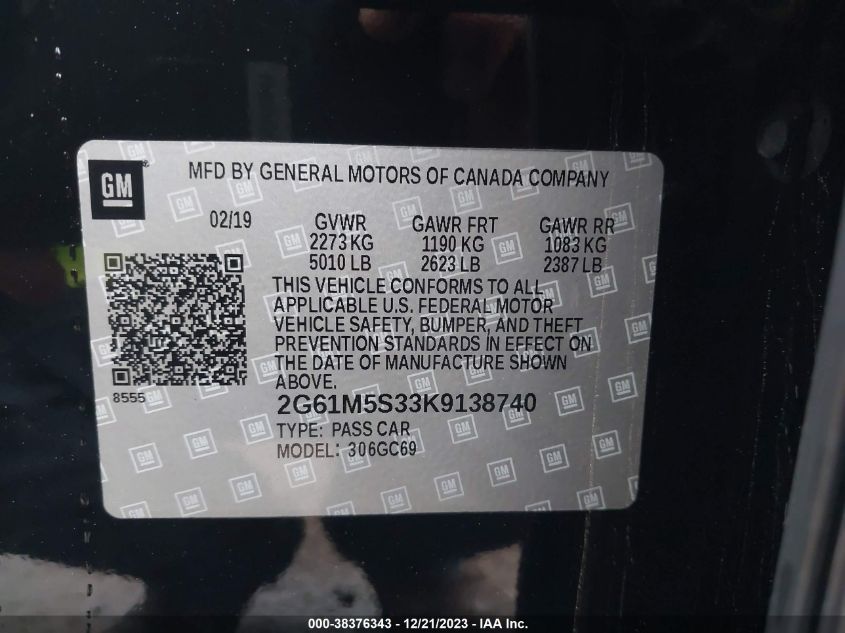 GM
MFD BY GENERAL MOTORS OF CANADA COMPANY
02/19
GVWR GAWR FRT GAWR RR
2273 KG 1190 KG 1083 KG
5010 LB 2623 LB 2387 LB
THIS VEHICLE CONFORMS TO ALL
APPLICABLE U.S. FEDERAL MOTOR
VEHICLE SAFETY, BUMPER, AND THEFT
PREVENTION STANDARDS IN EFFECT ON
THE DATE OF MANUFACTURE SHOWN
ABOVE.
8555
2G61M5S33K9138740
TYPE: PASS CAR
MODEL: 306GC69
000-38376343 - 12/21/2023 - IAA Inc.